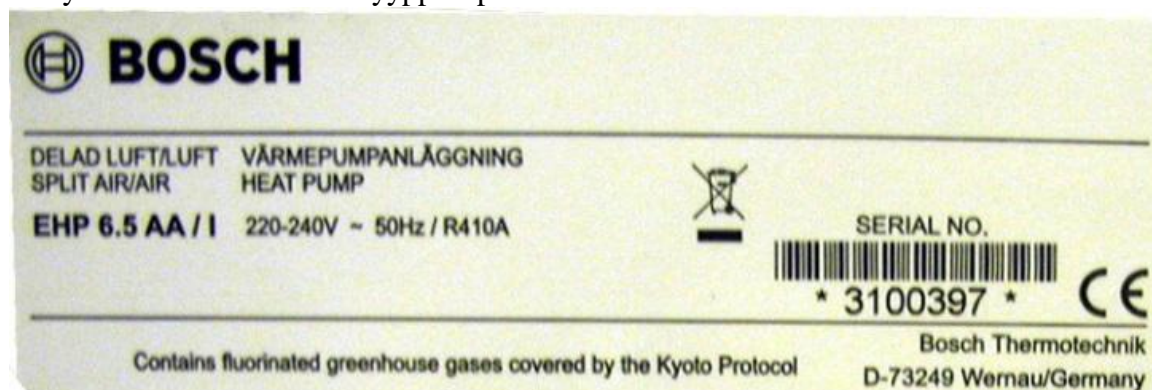 BOSCH
DELAD LUFT/LUFT VÄRMEPUMPANLÄGGNING
SPLIT AIR/AIR HEAT PUMP
EHP 6.5 AA / I 220-240V ~ 50Hz / R410A
SERIAL NO.
* 3100397 *
CE
Contains fluorinated greenhouse gases covered by the Kyoto Protocol
Bosch Thermotechnik
D-73249 Wernau/Germany